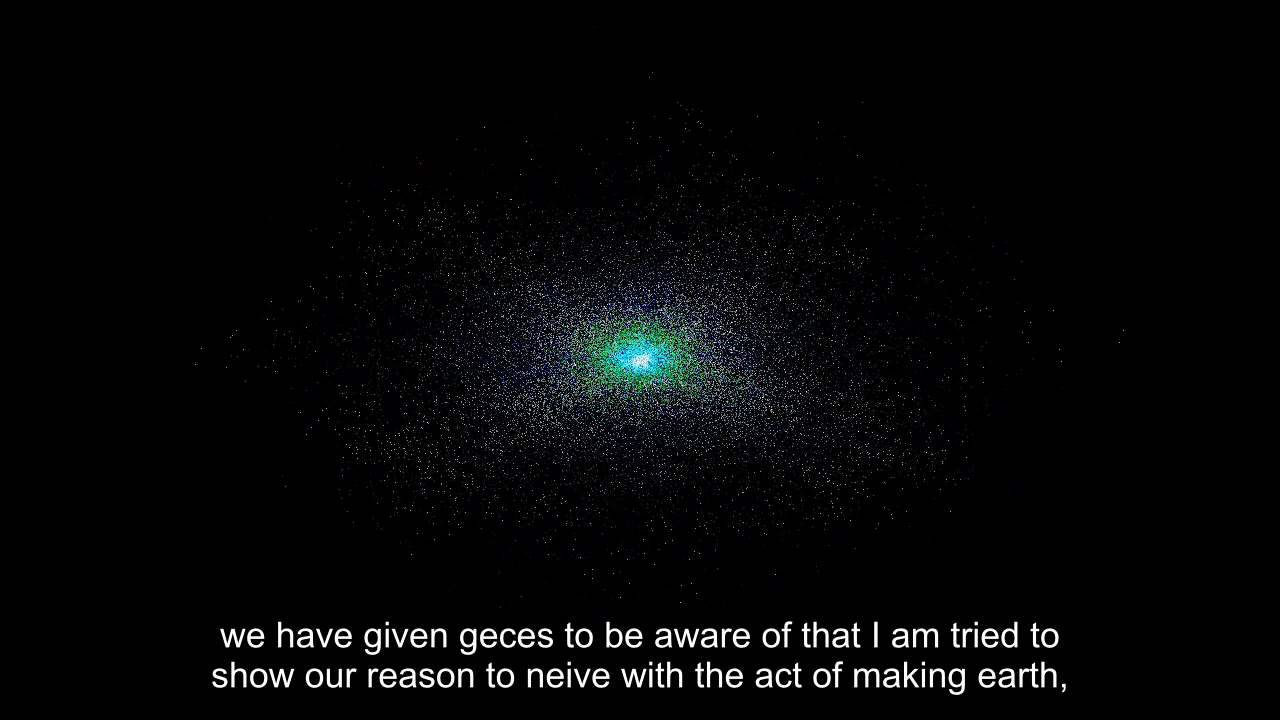 we have given geces to be aware of that I am tried to
show our reason to neive with the act of making earth,